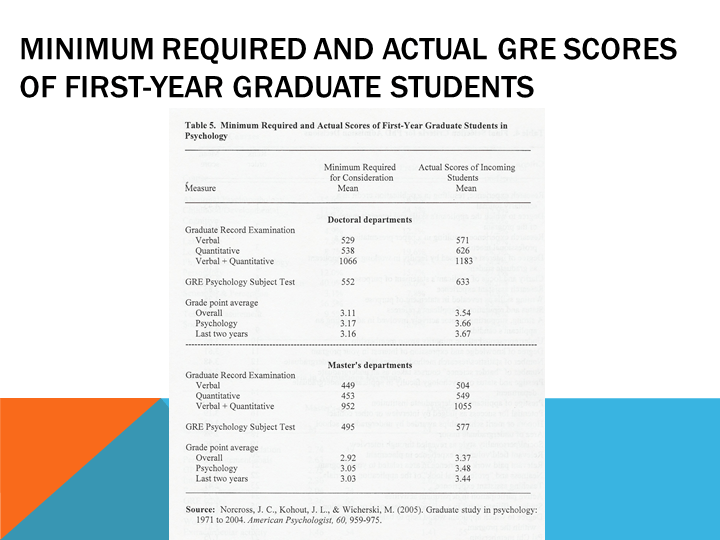 MINIMUM REQUIRED AND ACTUAL GRE SCORES
OF FIRST-YEAR GRADUATE STUDENTS
Table 5. Minimum Required and Actual Scores of First-Year Graduate Students in
Psychology
Minimum Required Actual Scores of Incoming
for Consideration Students
Measure Mean Mean
Doctoral departments
Graduate Record Examination
Verbal 529 571
Quantitative 538 626
Verbal + Quantitative 1066 1183
GRE Psychology Subject Test 552 633
Grade point average
Overall 3.11 3.54
Psychology 3.17 3.66
Last two years 3.16 3.67
Master's departments
Graduate Record Examination
Verbal 449 504
Quantitative 453 549
Verbal + Quantitative 952 1055
GRE Psychology Subject Test 495 577
Grade point average
Overall 2.92 3.37
Psychology 3.05 3.48
Last two years 3.03 3.44
Source: Norcross, J. C., Kohout, J. L., & Wicherski, M. (2005). Graduate study in psychology:
1971 to 2004. American Psychologist, 60, 959-975.